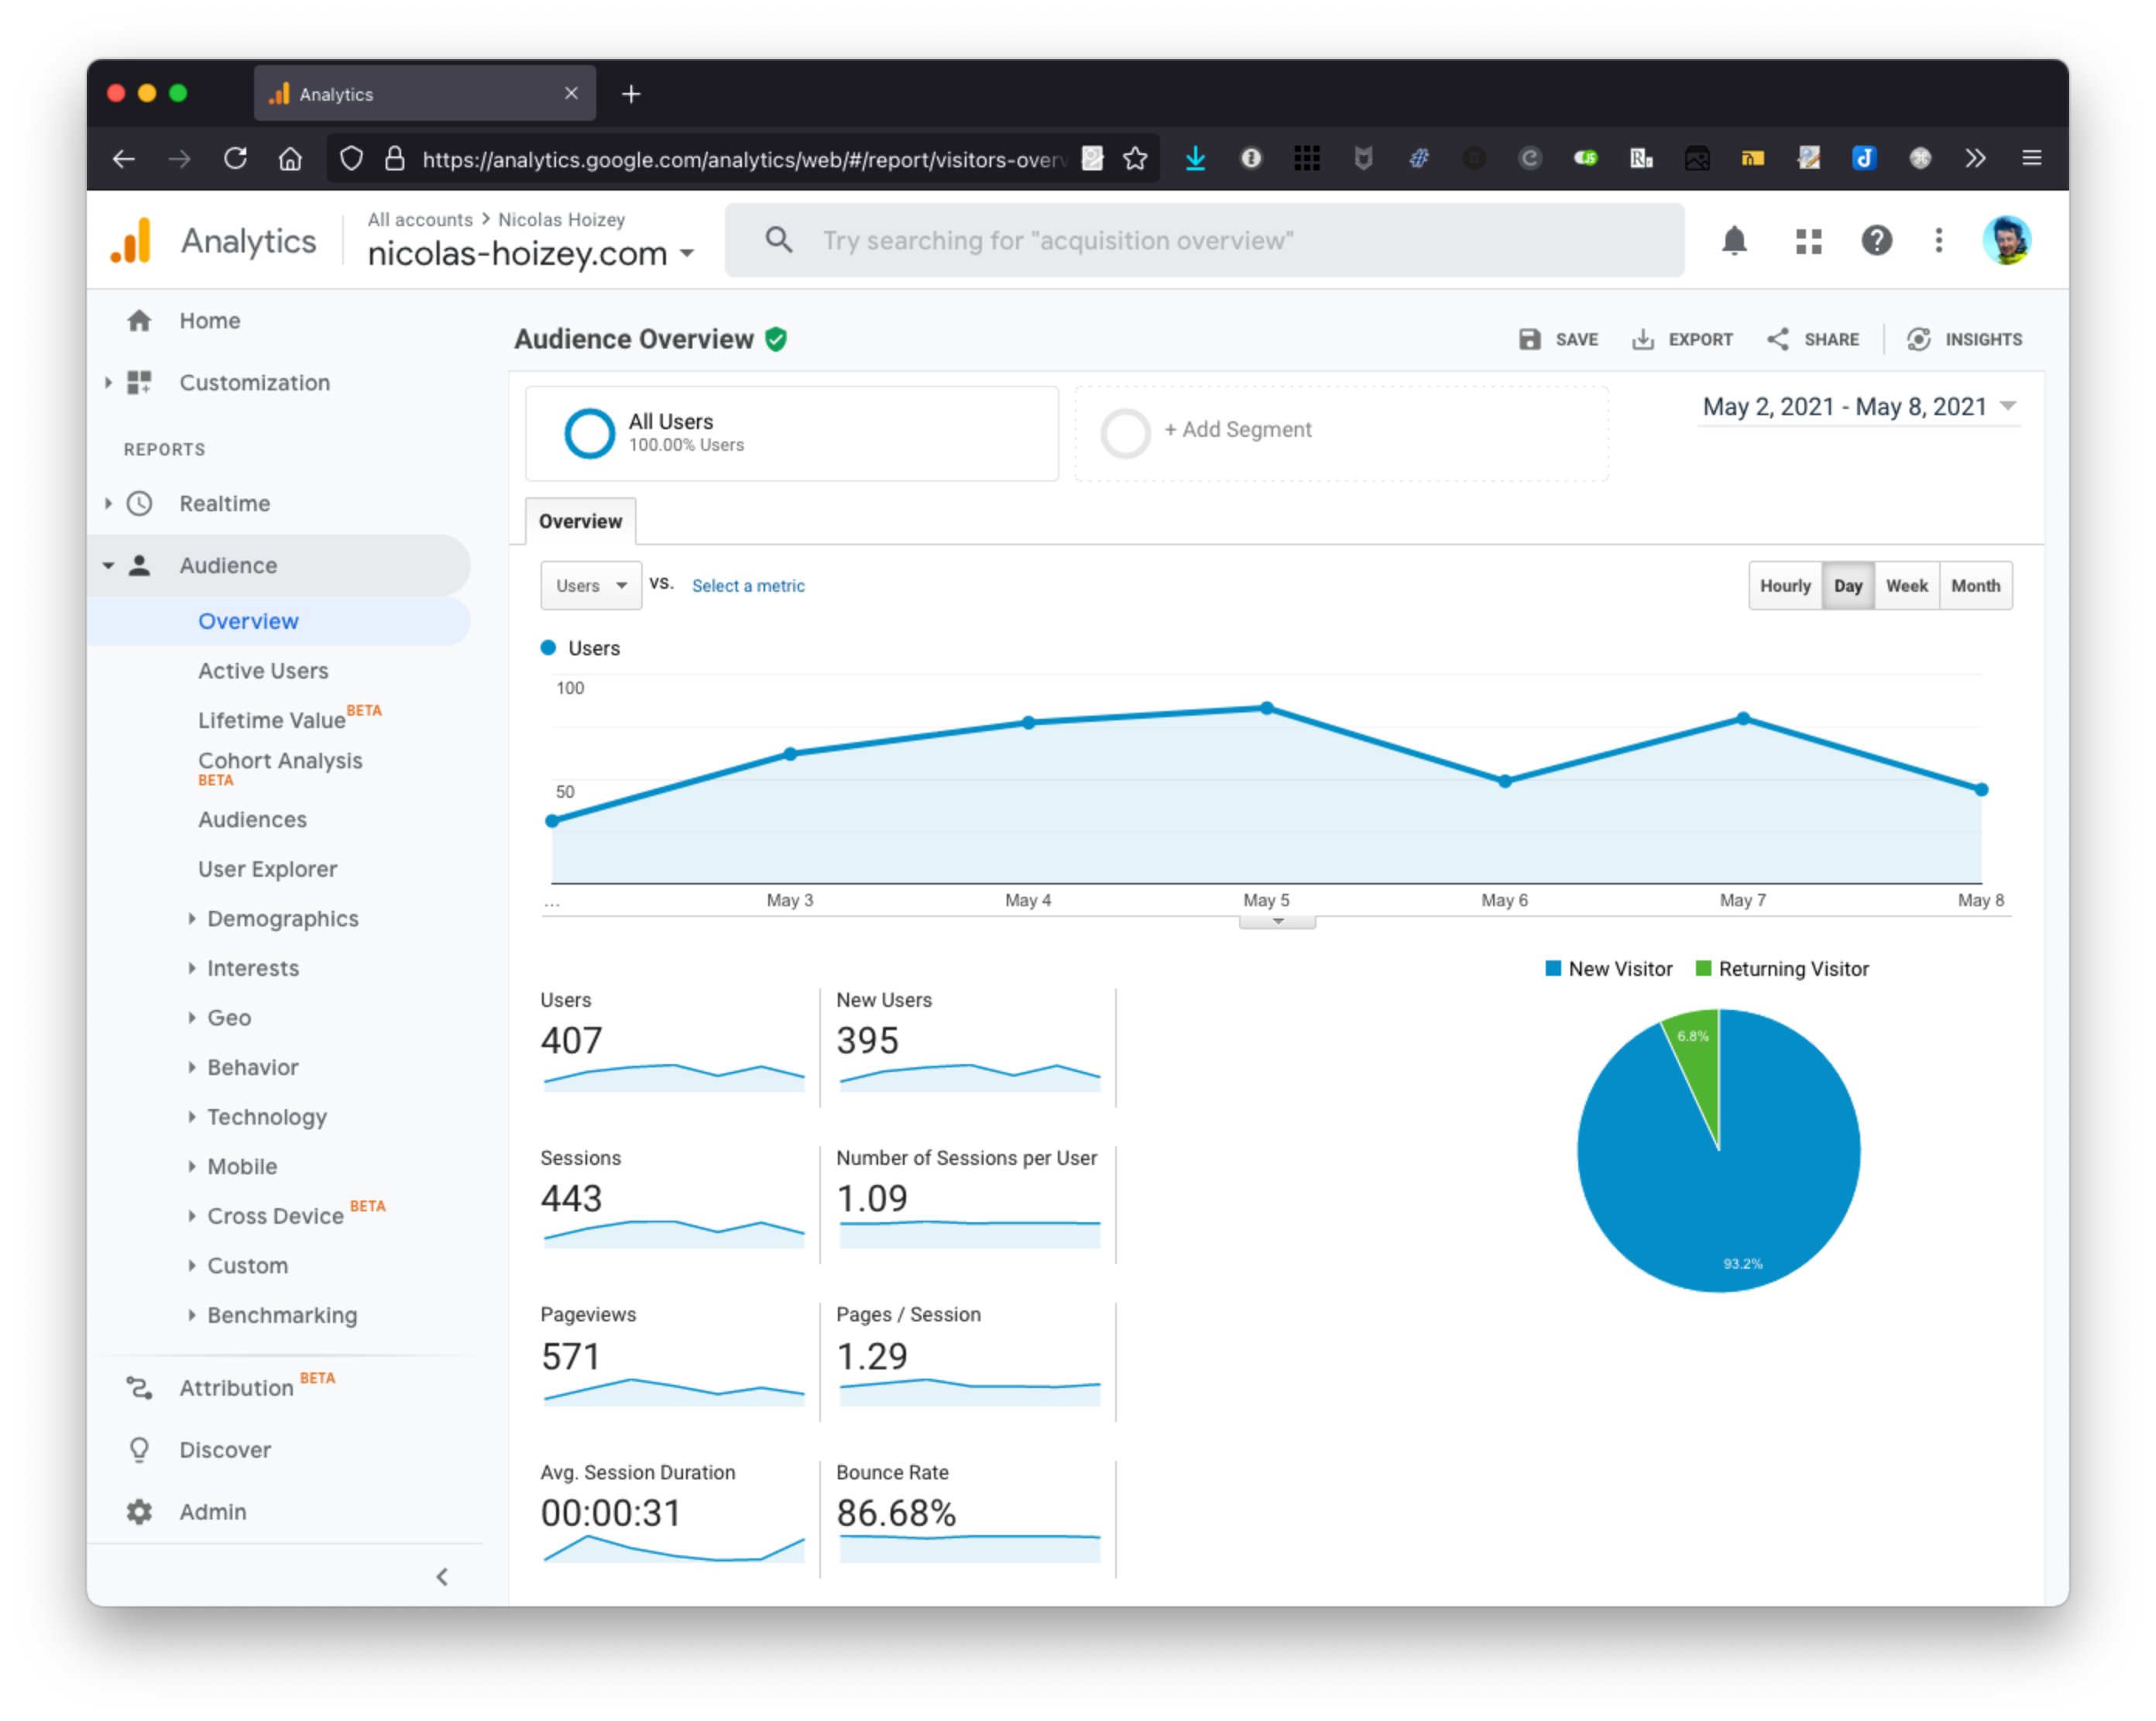 Analytics
https://analytics.google.com/analytics/web/#/report/visitors-over
Analytics
All accounts > Nicolas Hoizey
nicolas-hoizey.com
Try searching for "acquisition overview"
Home
Customization
REPORTS
Realtime
Audience
Overview
Active Users
Lifetime Value BETA
Cohort Analysis
BETA
Audiences
User Explorer
Demographics
Interests
Geo
Behavior
Technology
Mobile
Cross Device BETA
Custom
Benchmarking
Attribution BETA
Discover
Admin
Audience Overview
SAVE
EXPORT
SHARE
INSIGHTS
All Users
100.00% Users
+ Add Segment
May 2, 2021 - May 8, 2021
Overview
Users
vs.
Select a metric
Hourly
Day
Week
Month
Users
100
50
...
May 3
May 4
May 5
May 6
May 7
May 8
Users
407
New Users
395
Sessions
443
Number of Sessions per User
1.09
Pageviews
571
Pages / Session
1.29
Avg. Session Duration
00:00:31
Bounce Rate
86.68%
New Visitor
Returning Visitor
6.8%
93.2%